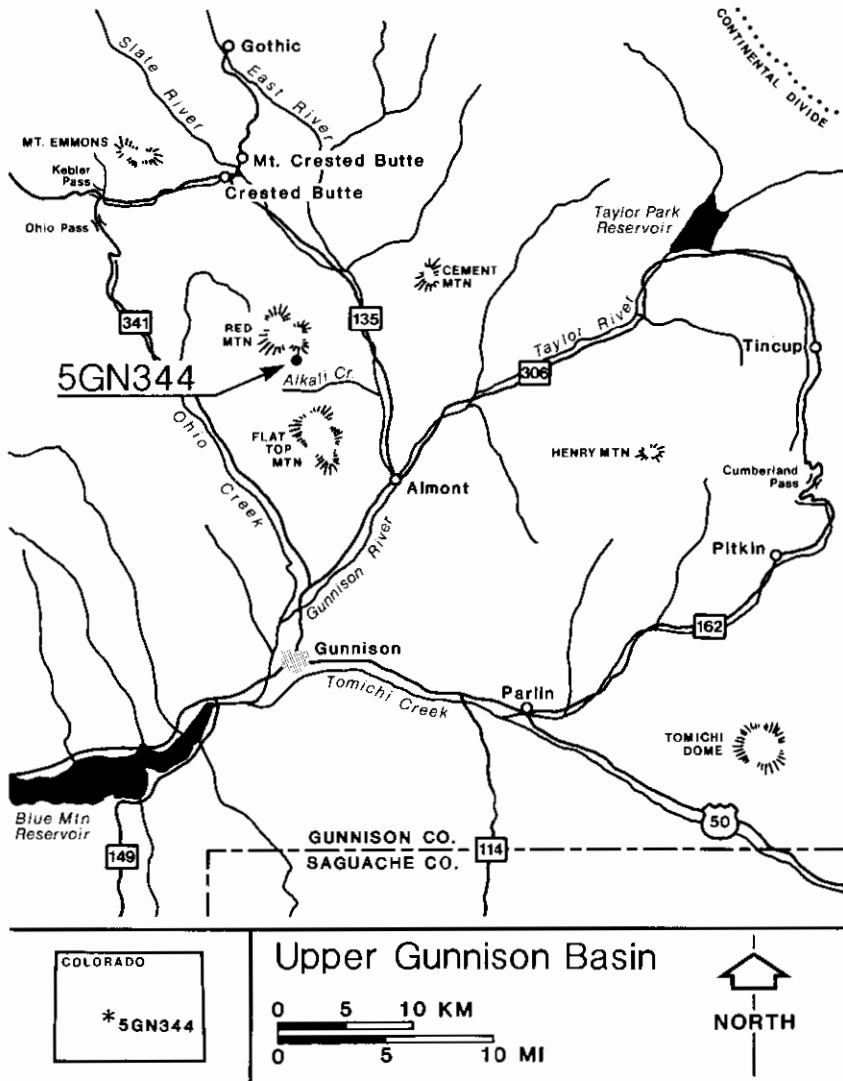 Gothic
Slate
River
East River
CONTINENTAL
DIVIDE
MT. EMMONS
Mt. Crested Butte
Kebler
Pass
Crested Butte
Ohio Pass
Taylor Park
Reservoir
CEMENT
MTN
341
RED
MTN
135
Taylor River
Tincup
5GN344
Alkali Cr.
306
Ohio
Creek
FLAT
TOP
MTN
HENRY MTN
Cumberland
Pass
Almont
Gunnison River
Pitkin
162
Gunnison
Tomichi Creek
Parlin
TOMICHI
DOME
Blue Mtn
Reservoir
50
149
GUNNISON CO.
SAGUACHE CO.
114
COLORADO
*5GN344
Upper Gunnison Basin
0 5 10 KM
0 5 10 MI
NORTH